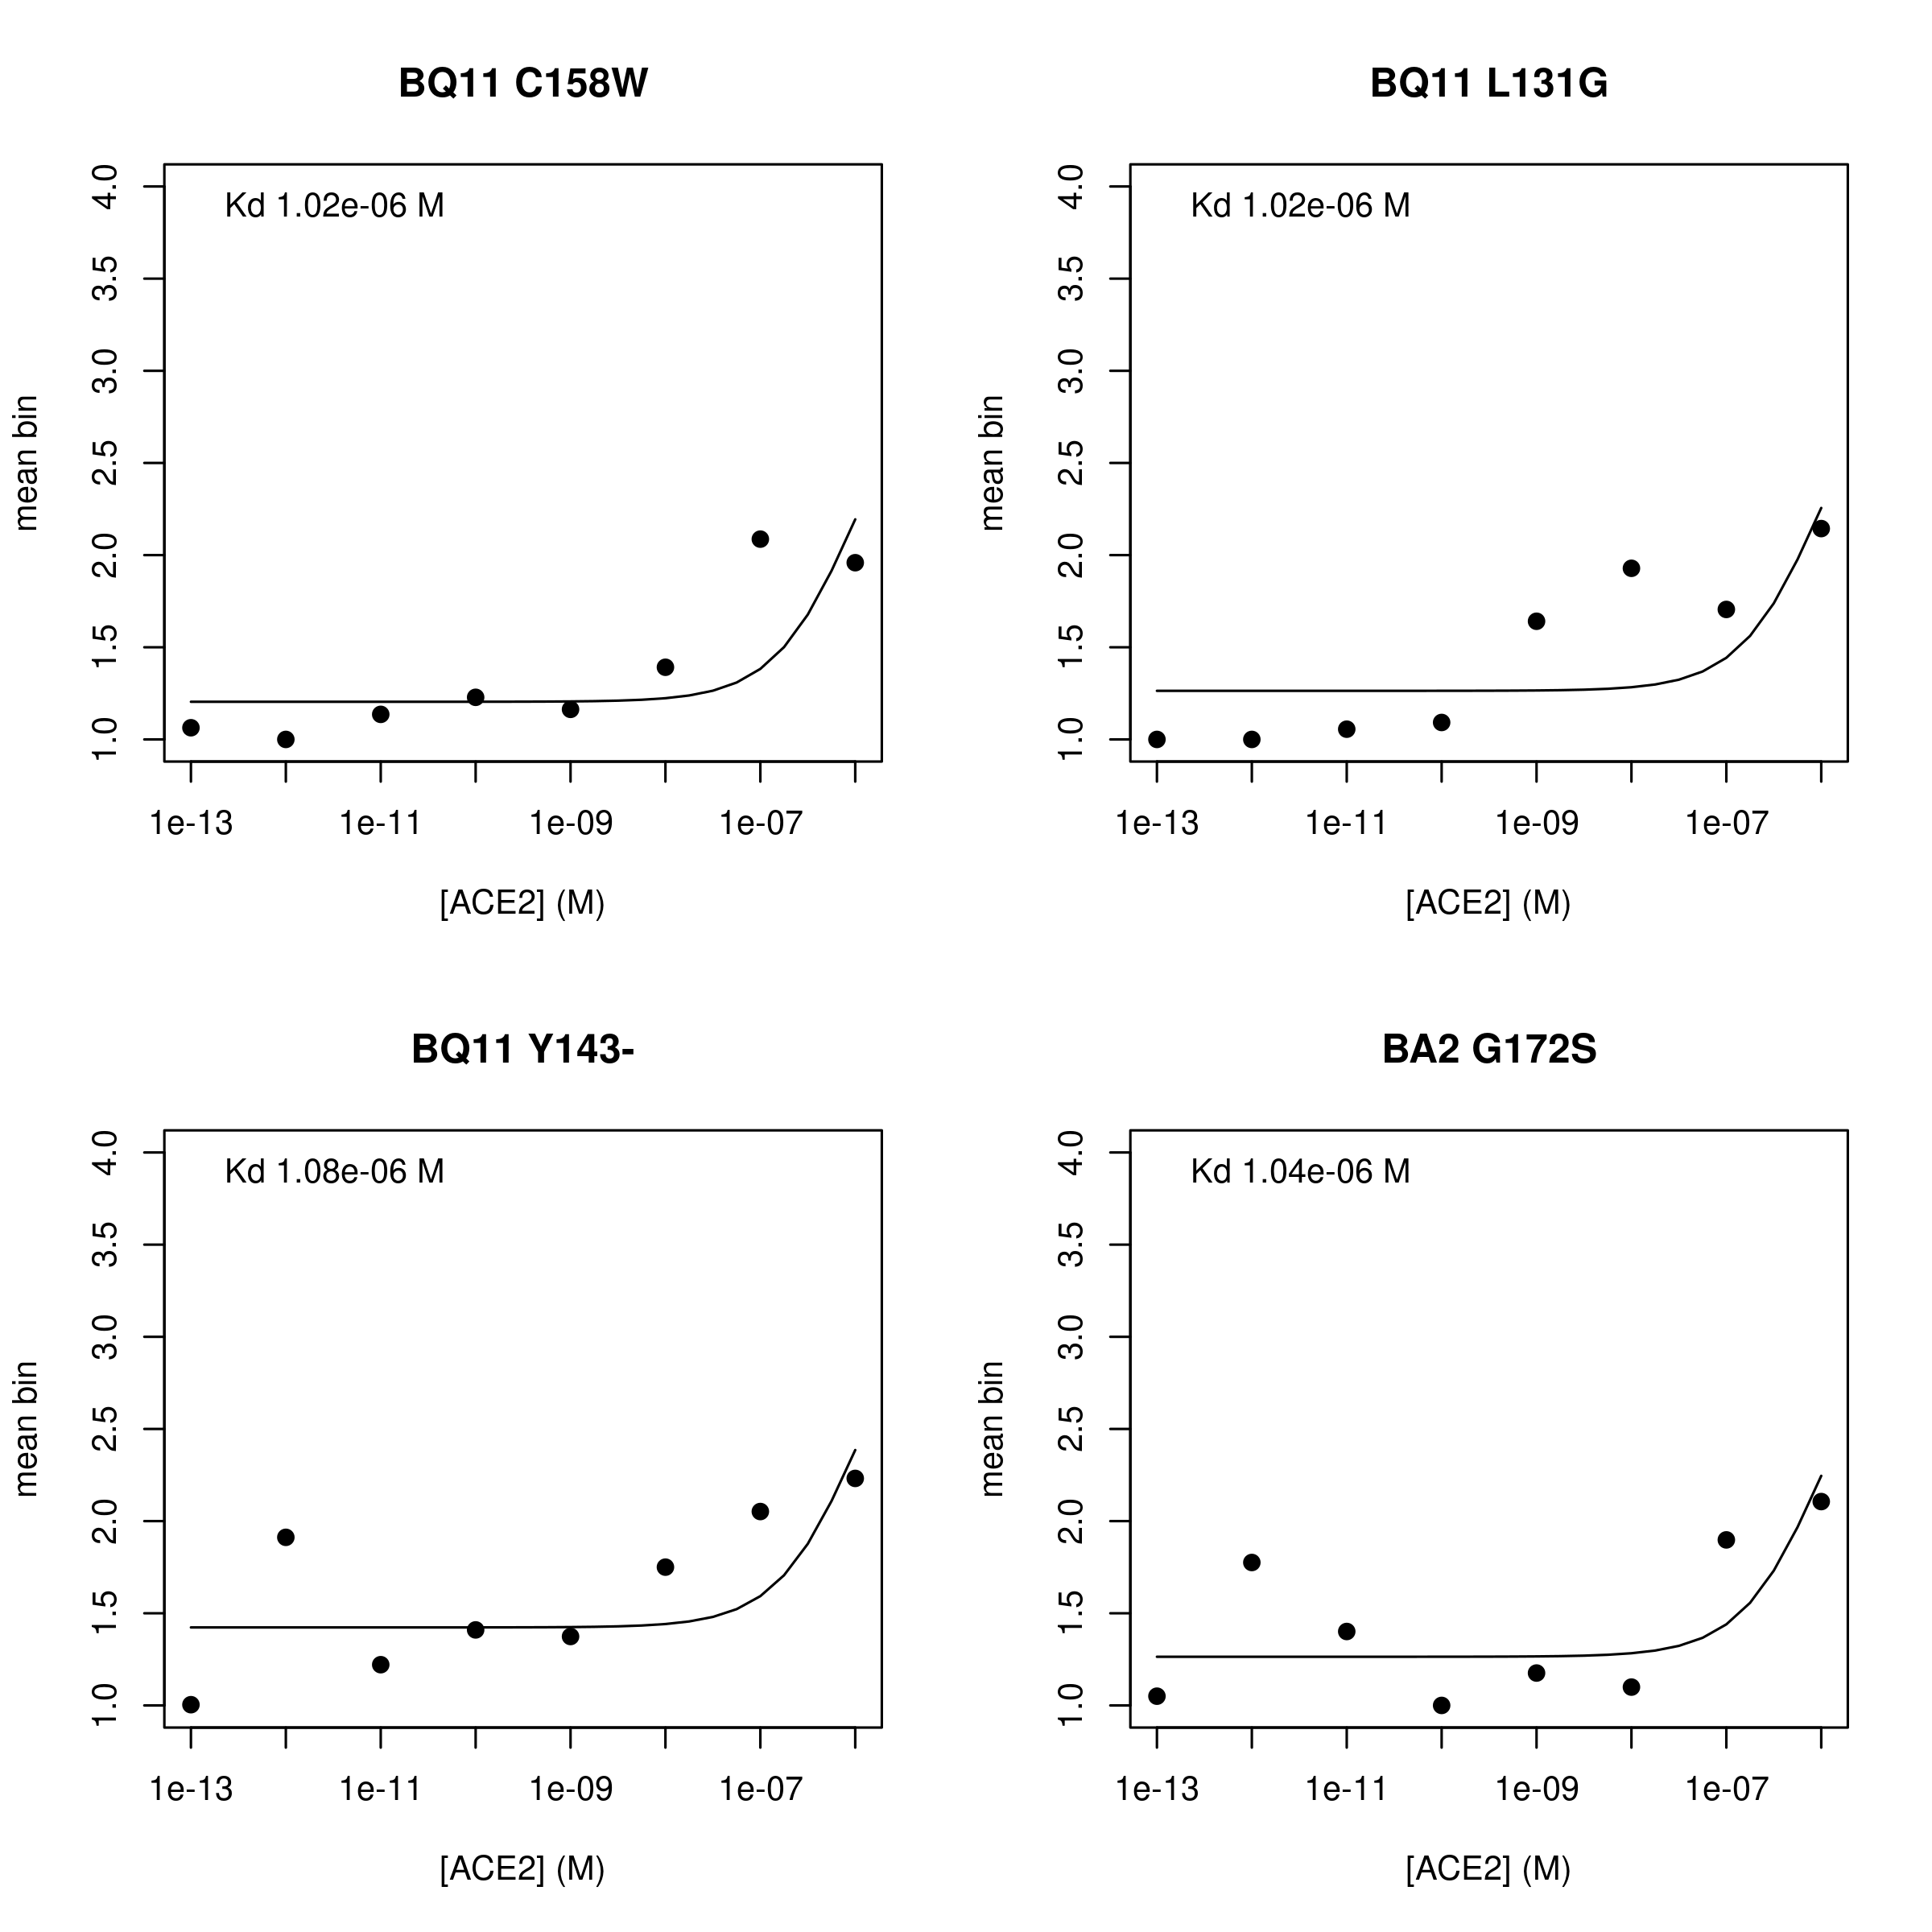 BQ11 C158W
Kd 1.02e-06 M
mean bin
4.0
3.5
3.0
2.5
2.0
1.5
1.0
1e-13 1e-11 1e-09 1e-07
[ACE2] (M)
BQ11 L131G
Kd 1.02e-06 M
mean bin
4.0
3.5
3.0
2.5
2.0
1.5
1.0
1e-13 1e-11 1e-09 1e-07
[ACE2] (M)
BQ11 Y143-
Kd 1.08e-06 M
mean bin
4.0
3.5
3.0
2.5
2.0
1.5
1.0
1e-13 1e-11 1e-09 1e-07
[ACE2] (M)
BA2 G172S
Kd 1.04e-06 M
mean bin
4.0
3.5
3.0
2.5
2.0
1.5
1.0
1e-13 1e-11 1e-09 1e-07
[ACE2] (M)